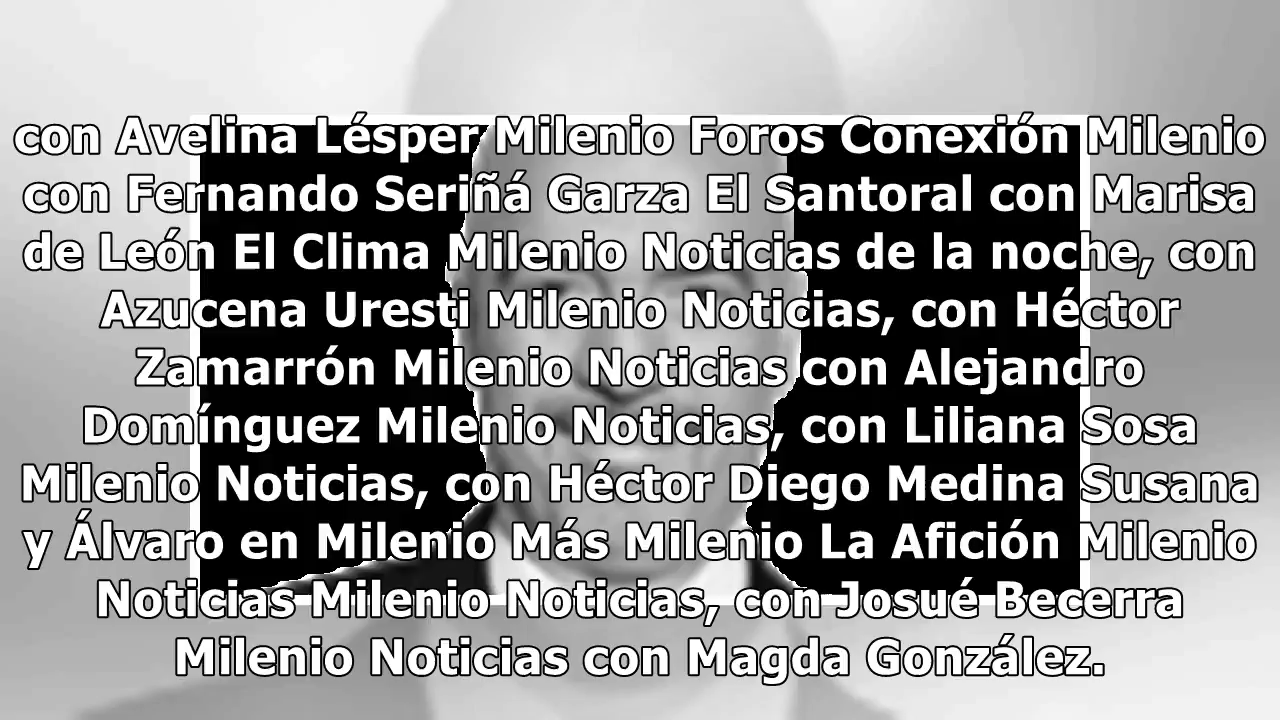 con Avelina Lésper Milenio Foros Conexión Milenio
con Fernando Seriñá Garza El Santoral con Marisa
de León El Clima Milenio Noticias de la noche, con
Azucena Uresti Milenio Noticias, con Héctor
Zamarrón Milenio Noticias con Alejandro
Domínguez Milenio Noticias, con Liliana Sosa
Milenio Noticias, con Héctor Diego Medina Susana
y Álvaro en Milenio Más Milenio La Afición Milenio
Noticias Milenio Noticias, con Josué Becerra
Milenio Noticias con Magda González.